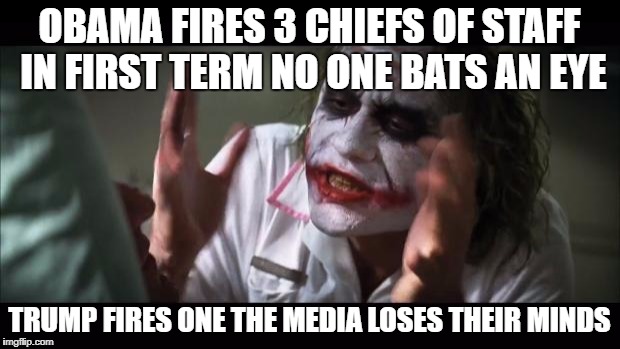 OBAMA FIRES 3 CHIEFS OF STAFF
IN FIRST TERM NO ONE BATS AN EYE
TRUMP FIRES ONE THE MEDIA LOSES THEIR MINDS
imgflip.com